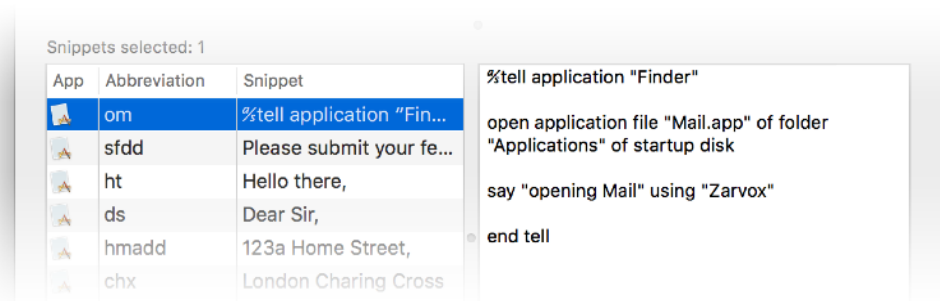 Snippets selected: 1
App Abbreviation Snippet
om %tell application "Fin...
sfdd Please submit your fe...
ht Hello there,
ds Dear Sir,
hmadd 123a Home Street,
chx London Charing Cross
%tell application "Finder"
open application file "Mail.app" of folder
"Applications" of startup disk
say "opening Mail" using "Zarvox"
end tell